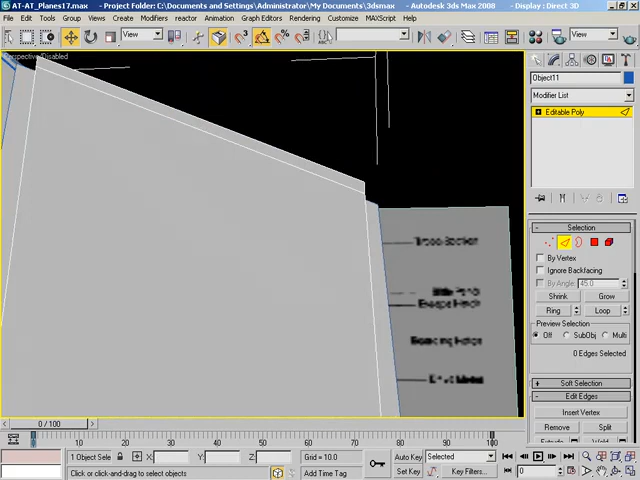 AT-AT_Planes17.max - Project Folder: C:\Documents and Settings\Administrator\My Documents\3dsmax - Autodesk 3ds Max 2008 - Display: Direct 3D
File Edit Tools Group Views Create Modifiers reactor Animation Graph Editors Rendering Customize MAXScript Help
View View
Perspective Disabled
Object11
Modifier List
Editable Poly
Selection
By Vertex
Ignore Backfacing
By Angle: 45.0
Shrink Grow
Ring Loop
Preview Selection
Off SubObj Multi
0 Edges Selected
Soft Selection
Edit Edges
Insert Vertex
Remove Split
Extrude Weld
0 / 100
0 10 20 30 40 50 60 70 80 90 100
1 Object Sele X: Y: Z: Grid = 10.0 Auto Key Selected
Click or click-and-drag to select objects Add Time Tag Set Key Key Filters... 0